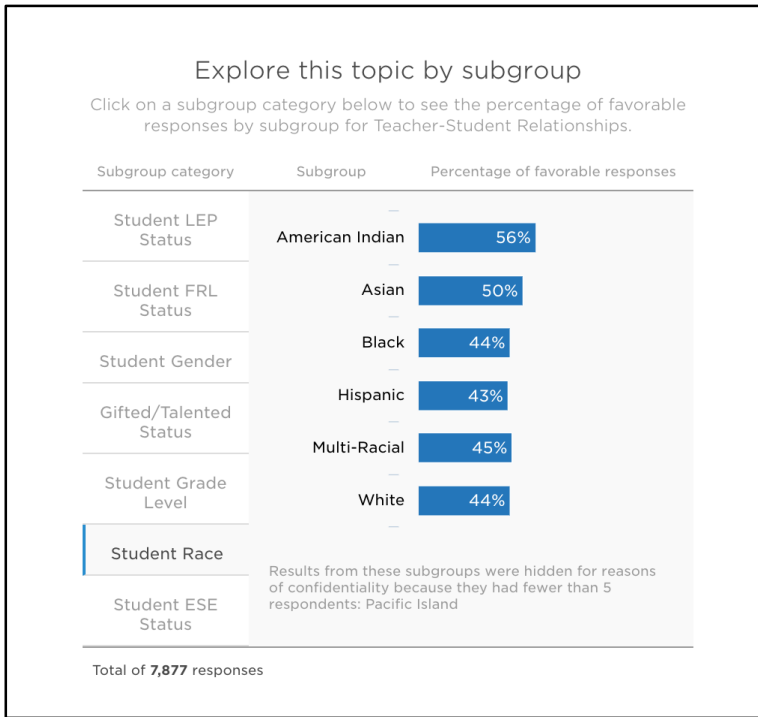 Explore this topic by subgroup
Click on a subgroup category below to see the percentage of favorable
responses by subgroup for Teacher-Student Relationships.
Subgroup category Subgroup Percentage of favorable responses
Student LEP
Status
Student FRL
Status
Student Gender
Gifted/Talented
Status
Student Grade
Level
Student Race
Student ESE
Status
American Indian 56%
Asian 50%
Black 44%
Hispanic 43%
Multi-Racial 45%
White 44%
Results from these subgroups were hidden for reasons
of confidentiality because they had fewer than 5
respondents: Pacific Island
Total of 7,877 responses